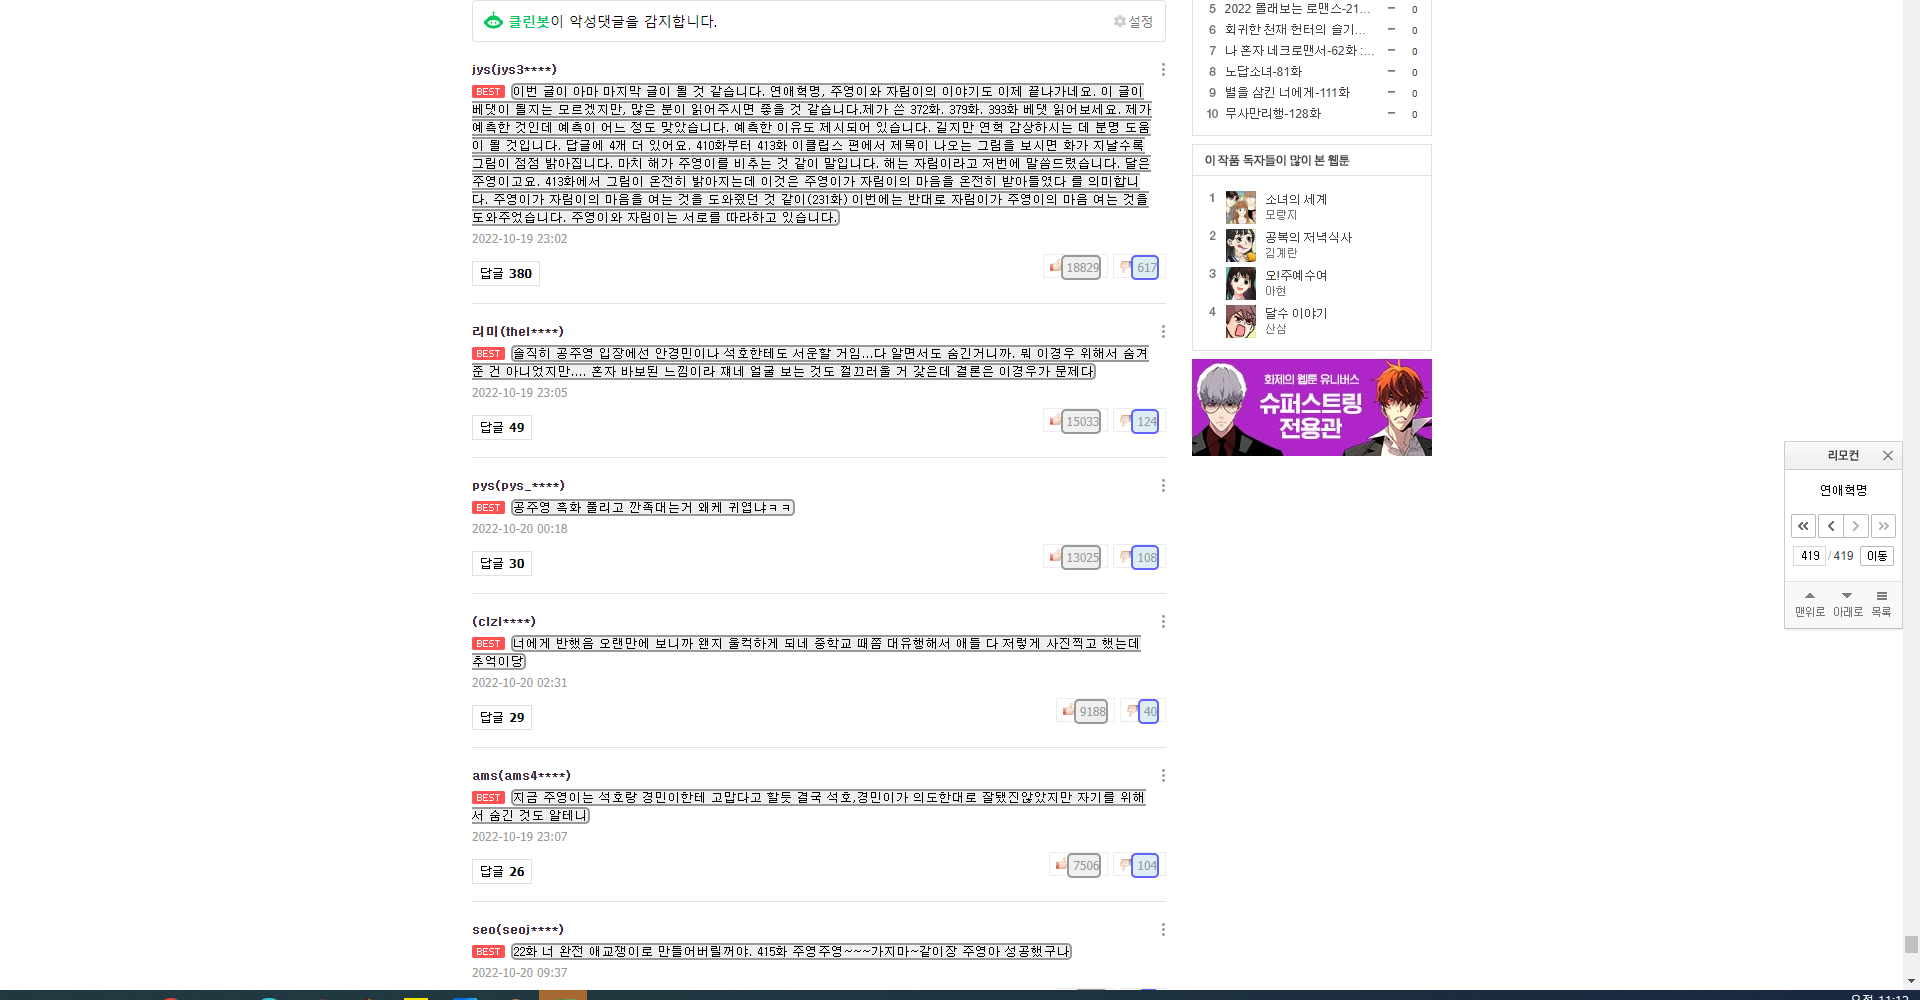 클린봇이 악성댓글을 감지합니다.
설정
jys(jys3****)
BEST 이번 글이 아마 마지막 글이 될 것 같습니다. 연애혁명, 주영이와 자림이의 이야기도 이제 끝나가네요. 이 글이
베댓이 될지는 모르겠지만, 많은 분이 읽어주시면 좋을 것 같습니다.제가 쓴 372화. 379화. 393화 베댓 읽어보세요. 제가
예측한 것인데 예측이 어느 정도 맞았습니다. 예측한 이유도 제시되어 있습니다. 길지만 연혁 감상하시는 데 분명 도움
이 될 것입니다. 답글에 4개 더 있어요. 410화부터 413화 이클립스 편에서 제목이 나오는 그림을 보시면 화가 지날수록
그림이 점점 밝아집니다. 마치 해가 주영이를 비추는 것 같이 말입니다. 해는 자림이라고 저번에 말씀드렸습니다. 달은
주영이고요. 413화에서 그림이 온전히 밝아지는데 이것은 주영이가 자림이의 마음을 온전히 받아들였다 를 의미합니
다. 주영이가 자림이의 마음을 여는 것을 도와줬던 것 같이(231화) 이번에는 반대로 자림이가 주영이의 마음 여는 것을
도와주었습니다. 주영이와 자림이는 서로를 따라하고 있습니다.
2022-10-19 23:02
답글 380
18829
617
리미(thel****)
BEST 솔직히 공주영 입장에선 안경민이나 석호한테도 서운할 거임...다 알면서도 숨긴거니까. 뭐 이경우 위해서 숨겨
준 건 아니었지만.... 혼자 바보된 느낌이라 쟤네 얼굴 보는 것도 껄끄러울 거 같은데 결론은 이경우가 문제다
2022-10-19 23:05
답글 49
15033
124
pys(pys_****)
BEST 공주영 흑화 풀리고 깐족대는거 왜케 귀엽냐ㅋㅋ
2022-10-20 00:18
답글 30
13025
108
(clzl****)
BEST 너에게 반했음 오랜만에 보니까 왠지 울컥하게 되네 중학교 때쯤 대유행해서 애들 다 저렇게 사진찍고 했는데
추억이당
2022-10-20 02:31
답글 29
9188
40
ams(ams4****)
BEST 지금 주영이는 석호랑 경민이한테 고맙다고 할듯 결국 석호,경민이가 의도한대로 잘됐진않았지만 자기를 위해
서 숨긴 것도 알테니
2022-10-19 23:07
답글 26
7506
104
seo(seoj****)
BEST 22화 너 완전 애교쟁이로 만들어버릴꺼야. 415화 주영주영~~~가지마~같이장 주영아 성공했구나
2022-10-20 09:37
5 2022 몰래보는 로맨스-21... 0
6 회귀한 천재 헌터의 슬기... 0
7 나 혼자 네크로맨서-62화 :... 0
8 노답소녀-81화 0
9 별을 삼킨 너에게-111화 0
10 무사만리행-128화 0
이 작품 독자들이 많이 본 웹툰
1 소녀의 세계
모랑지
2 공복의 저녁식사
김계란
3 오!주예수여
아현
4 달수 이야기
산삼
화제의 웹툰 유니버스
슈퍼스트링
전용관
리모컨
연애혁명
419 / 419 이동
맨위로 아래로 목록